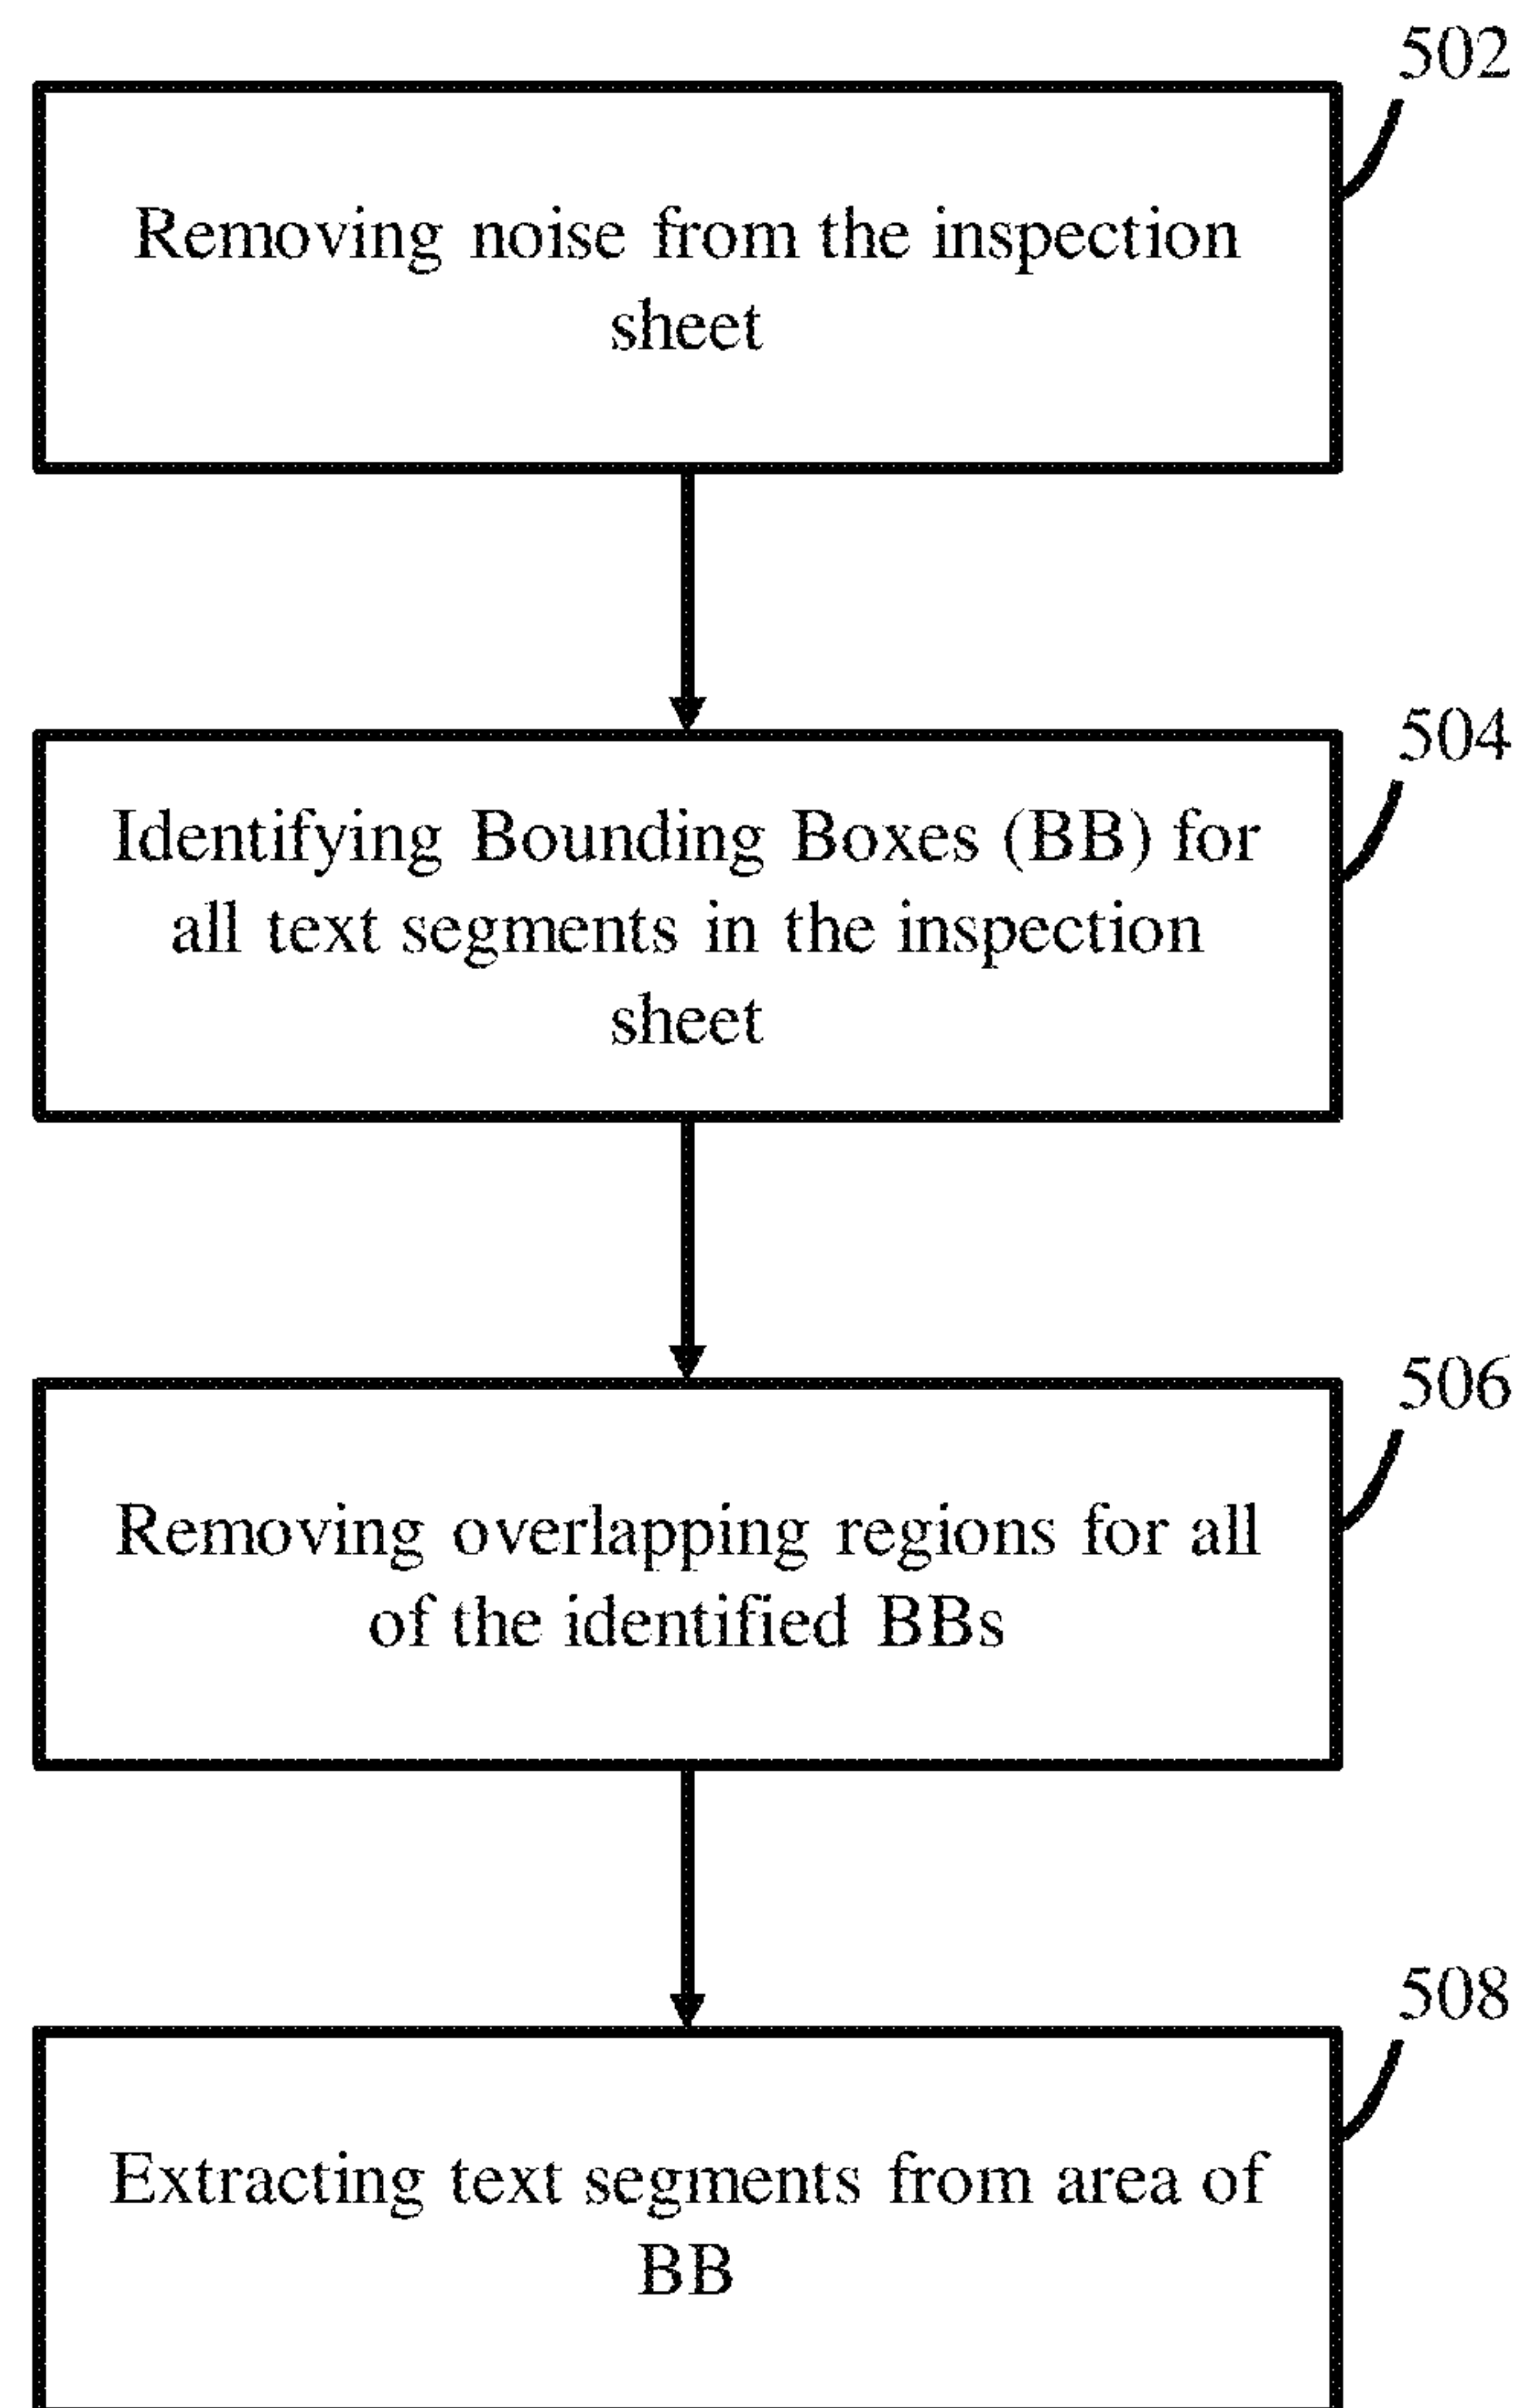 502
Removing noise from the inspection
sheet
504
Identifying Bounding Boxes (BB) for
all text segments in the inspection
sheet
506
Removing overlapping regions for all
of the identified BBs
508
Extracting text segments from area of
BB